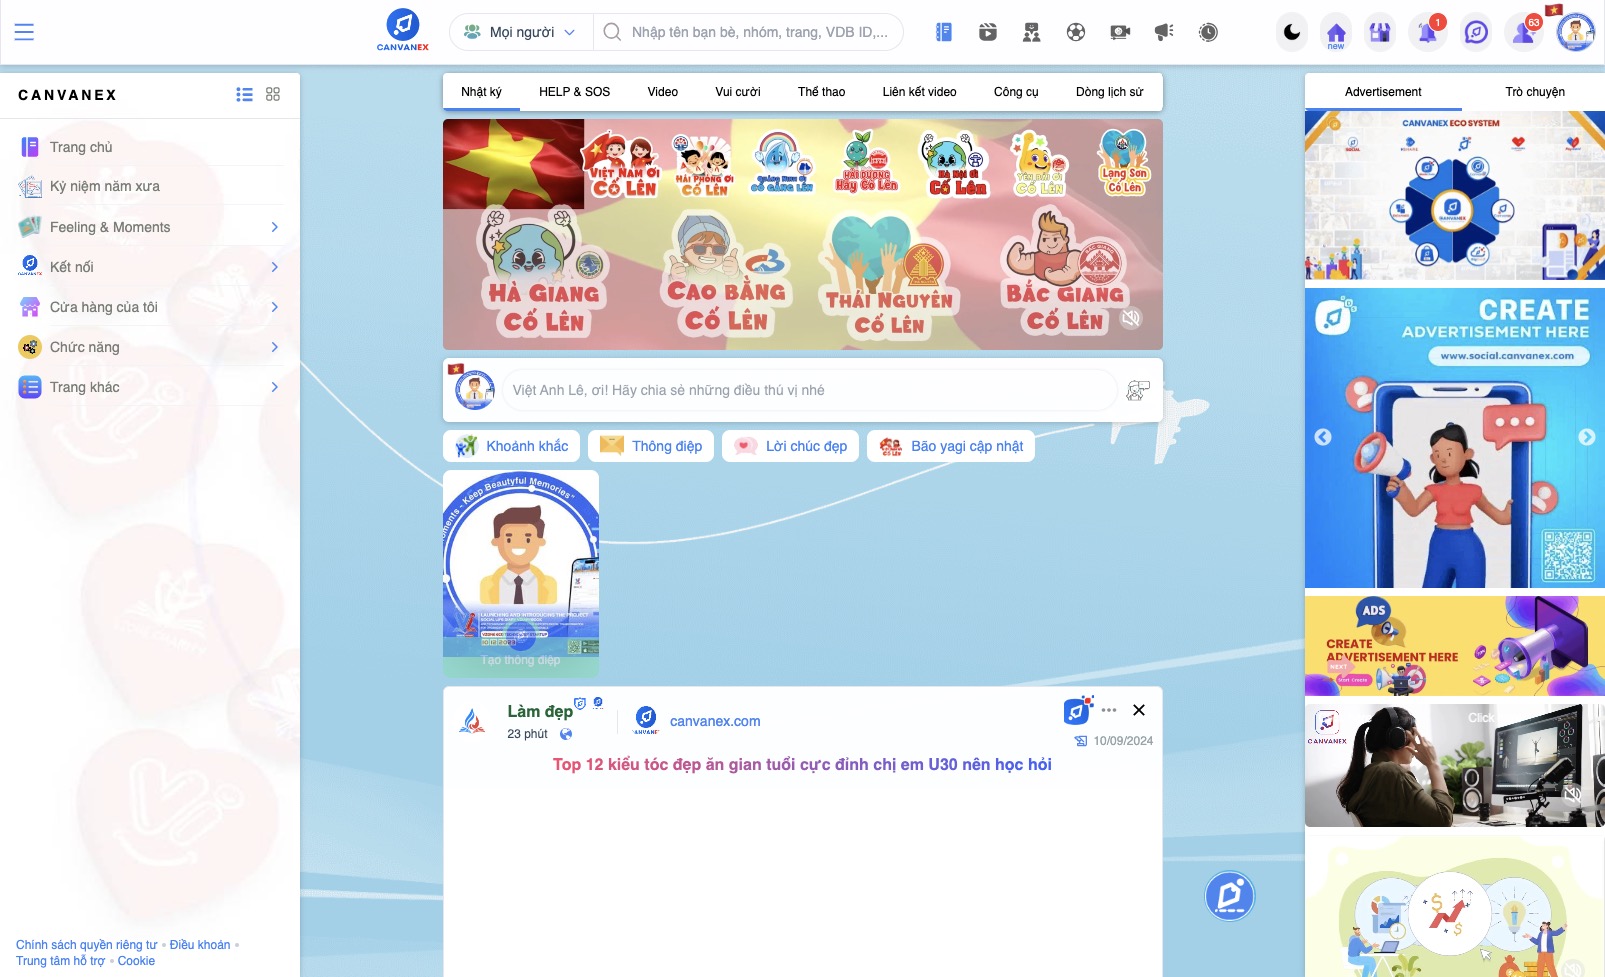 CANVANEX
Mọi người
Nhập tên bạn bè, nhóm, trang, VDB ID,...
new
1
63
CANVANEX
Trang chủ
Kỷ niệm năm xưa
Feeling & Moments
Kết nối
Cửa hàng của tôi
Chức năng
Trang khác
Chính sách quyền riêng tư • Điều khoản •
Trung tâm hỗ trợ • Cookie
Nhật ký
HELP & SOS
Video
Vui cười
Thể thao
Liên kết video
Công cụ
Dòng lịch sử
VIỆT NAM ƠI
CỐ LÊN
HẢI PHÒNG ƠI
CỐ LÊN
CỐ GẮNG LÊN
HẢI DƯƠNG
Hãy Cố Lên
Hà Nội ơi
Cố Lên
YÊN BÁI ƠI
CỐ LÊN
Lạng Sơn
Cố Lên
HÀ GIANG
CỐ LÊN
CAO BẰNG
CỐ LÊN
THÁI NGUYÊN
CỐ LÊN
BẮC GIANG
CỐ LÊN
Việt Anh Lê, ơi! Hãy chia sẻ những điều thú vị nhé
Khoảnh khắc
Thông điệp
Lời chúc đẹp
Bão yagi cập nhật
Moments - Keep Beautyful Memories"
LAUNCHING AND INTRODUCING THE PROJECT
Tạo thông điệp
Làm đẹp
23 phút
canvanex.com
10/09/2024
Top 12 kiểu tóc đẹp ăn gian tuổi cực đỉnh chị em U30 nên học hỏi
Advertisement
Trò chuyện
CANVANEX ECO SYSTEM
CREATE
ADVERTISEMENT HERE
www.social.canvanex.com
ADS
CREATE
ADVERTISEMENT HERE
NEXT
Start Create
Click
CANVANEX